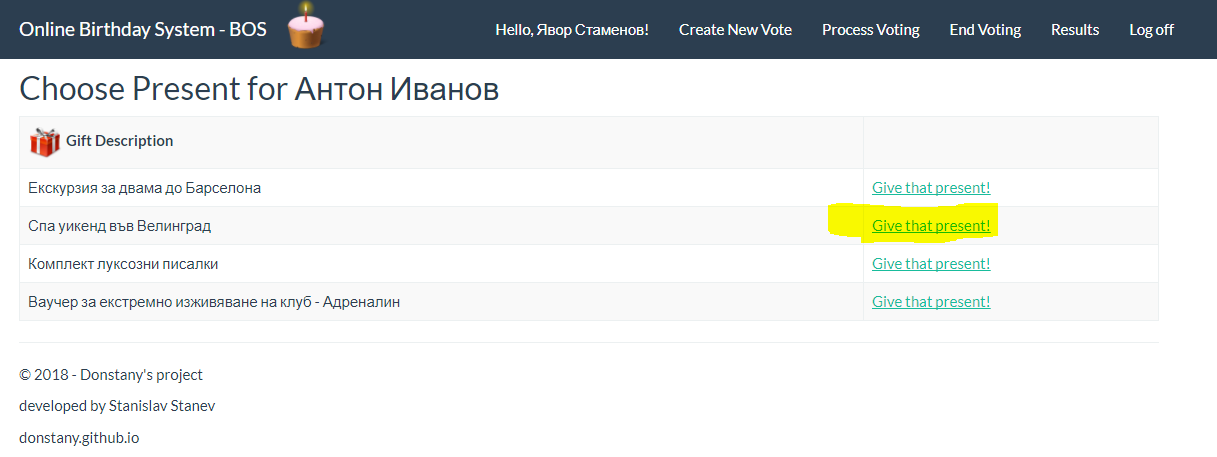 Online Birthday System - BOS Hello, Явор Стаменов! Create New Vote Process Voting End Voting Results Log off
Choose Present for Антон Иванов
Gift Description
Екскурзия за двама до Барселона Give that present!
Спа уикенд във Велинград Give that present!
Комплект луксозни писалки Give that present!
Ваучер за екстремно изживяване на клуб - Адреналин Give that present!
© 2018 - Donstany's project
developed by Stanislav Stanev
donstany.github.io